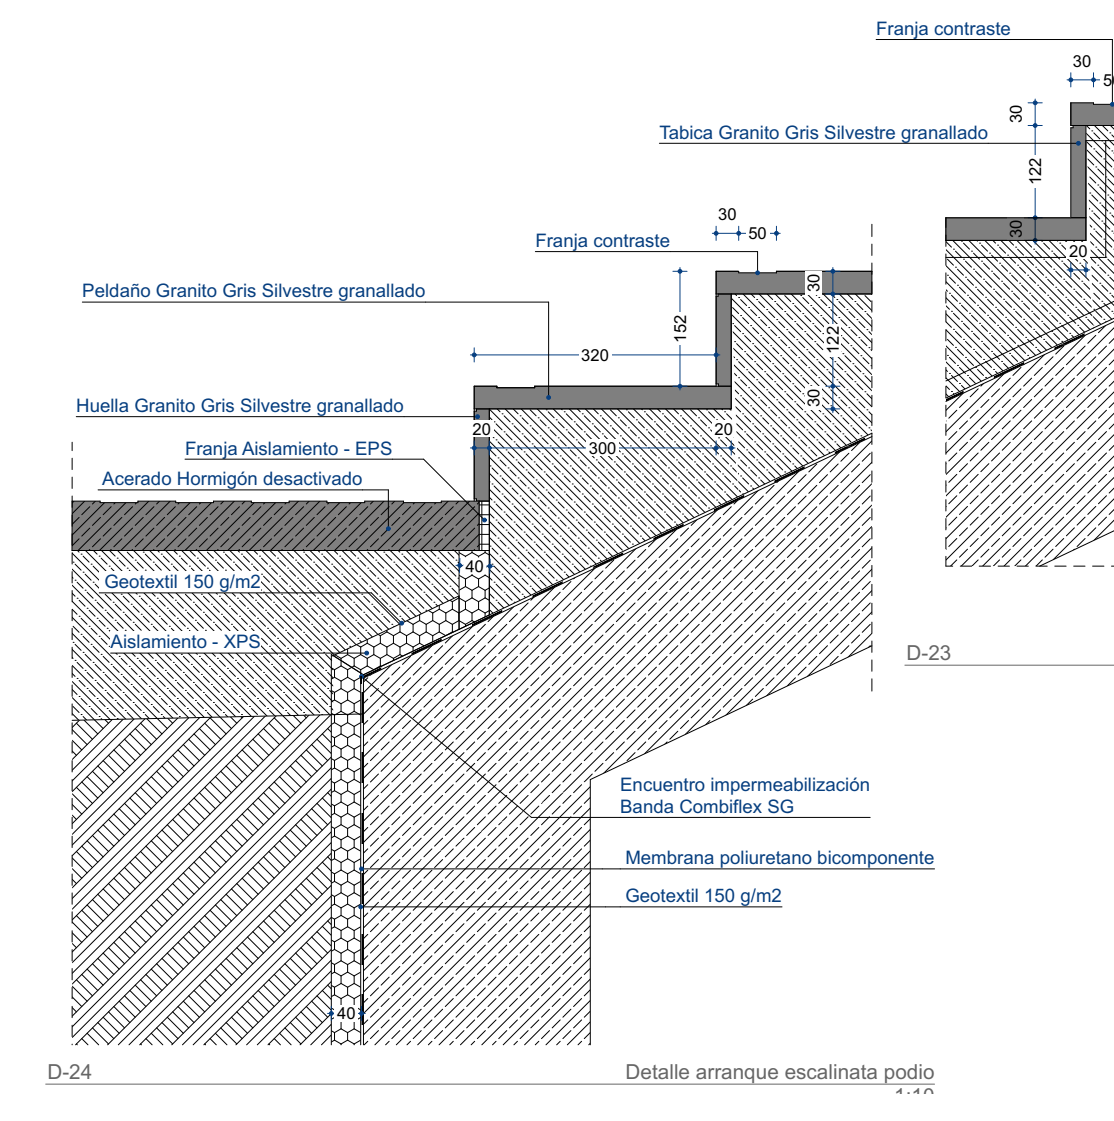 Franja contraste
30
50
30
Tabica Granito Gris Silvestre granallado
122
30
20
30
50
Franja contraste
Peldaño Granito Gris Silvestre granallado
30
152
122
320
30
Huella Granito Gris Silvestre granallado
20
20
300
Franja Aislamiento - EPS
Acerado Hormigón desactivado
40
Geotextil 150 g/m2
Aislamiento - XPS
D-23
Encuentro impermeabilización
Banda Combiflex SG
Membrana poliuretano bicomponente
Geotextil 150 g/m2
40
D-24
Detalle arranque escalinata podio
1:10